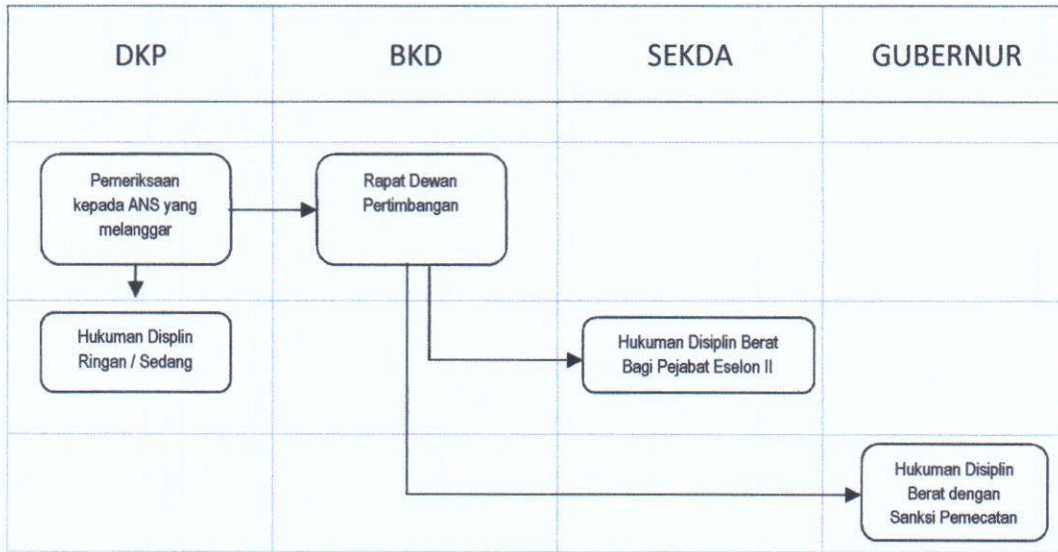 DKP
BKD
SEKDA
GUBERNUR
Pemeriksaan
kepada ANS yang
melanggar
Rapat Dewan
Pertimbangan
Hukuman Displin
Ringan / Sedang
Hukuman Disiplin Berat
Bagi Pejabat Eselon II
Hukuman Disiplin
Berat dengan
Sanksi Pemecatan